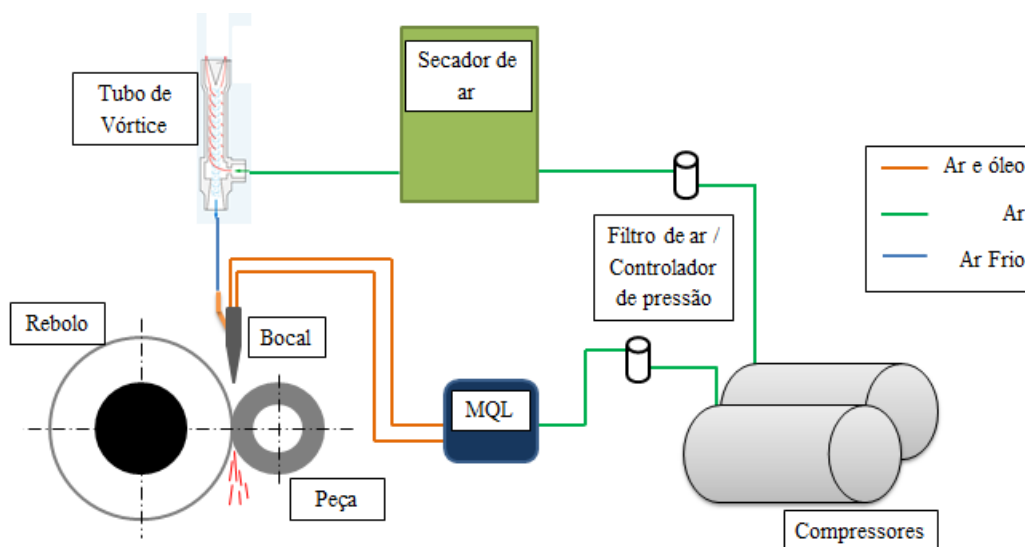 Secador de
ar
Tubo de
Vórtice
Ar e óleo
Ar
Ar Frio
Filtro de ar /
Controlador
de pressão
Rebolo
Bocal
MQL
Peça
Compressores